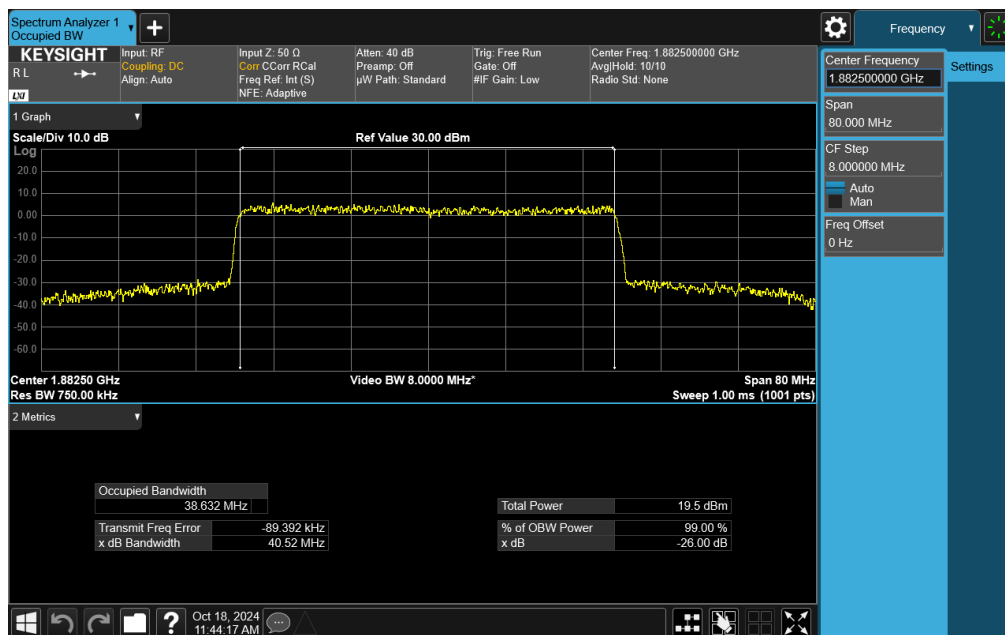 Spectrum Analyzer 1
Occupied BW
Frequency
KEYSIGHT
R L
LXI
Input: RF
Coupling: DC
Align: Auto
Input Z: 50 Ω
Corr CCorr RCal
Freq Ref: Int (S)
NFE: Adaptive
Atten: 40 dB
Preamp: Off
µW Path: Standard
Trig: Free Run
Gate: Off
#IF Gain: Low
Center Freq: 1.882500000 GHz
Avg|Hold: 10/10
Radio Std: None
Center Frequency
1.882500000 GHz
Settings
Span
80.000 MHz
CF Step
8.000000 MHz
Auto
Man
Freq Offset
0 Hz
1 Graph
Scale/Div 10.0 dB
Ref Value 30.00 dBm
Log
20.0
10.0
0.00
-10.0
-20.0
-30.0
-40.0
-50.0
-60.0
Center 1.88250 GHz
Video BW 8.0000 MHz*
Span 80 MHz
Res BW 750.00 kHz
Sweep 1.00 ms (1001 pts)
2 Metrics
Occupied Bandwidth
38.632 MHz
Transmit Freq Error -89.392 kHz
x dB Bandwidth 40.52 MHz
Total Power 19.5 dBm
% of OBW Power 99.00 %
x dB -26.00 dB
Oct 18, 2024
11:44:17 AM